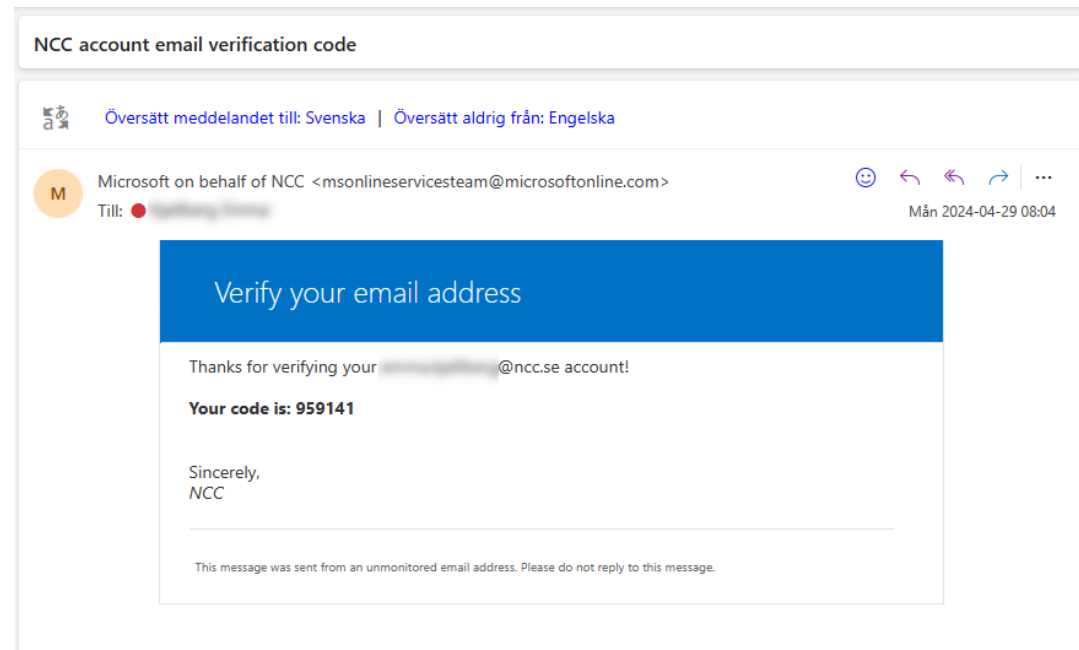 NCC account email verification code
Översätt meddelandet till: Svenska | Översätt aldrig från: Engelska
M
Microsoft on behalf of NCC <msonlineservicesteam@microsoftonline.com>
Till:
Mån 2024-04-29 08:04
Verify your email address
Thanks for verifying your @ncc.se account!
Your code is: 959141
Sincerely,
NCC
This message was sent from an unmonitored email address. Please do not reply to this message.